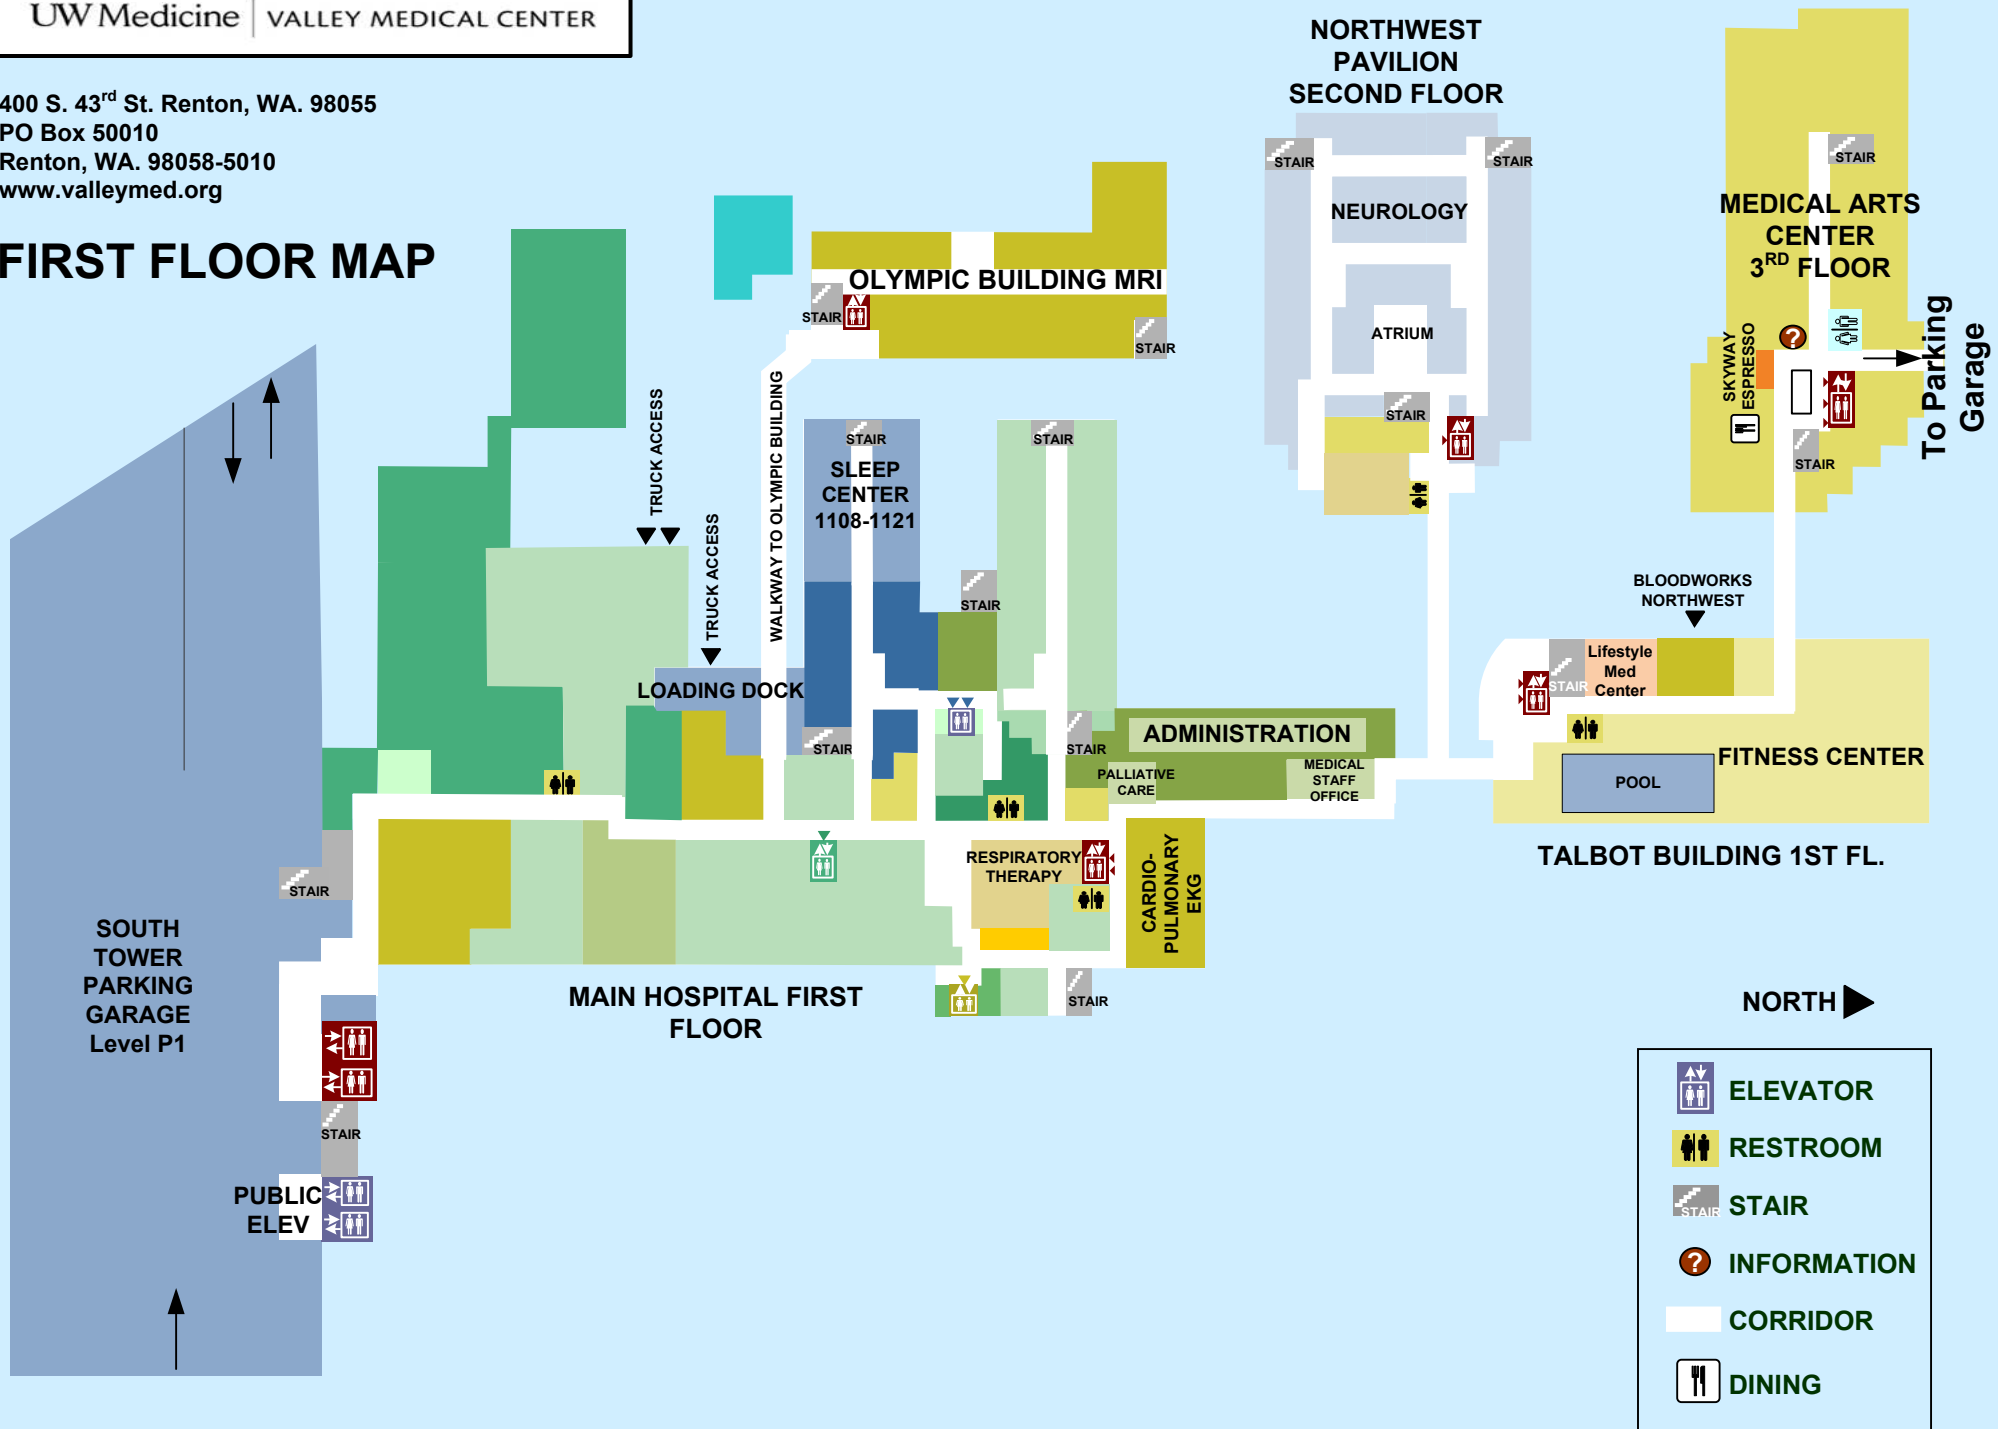 UW Medicine | VALLEY MEDICAL CENTER
400 S. 43rd St. Renton, WA. 98055
PO Box 50010
Renton, WA. 98058-5010
www.valleymed.org
FIRST FLOOR MAP
NORTHWEST
PAVILION
SECOND FLOOR
STAIR
STAIR
NEUROLOGY
ATRIUM
STAIR
STAIR
MEDICAL ARTS
CENTER
3RD FLOOR
SKYWAY
ESPRESSO
?
STAIR
To Parking
Garage
OLYMPIC BUILDING MRI
STAIR
STAIR
WALKWAY TO OLYMPIC BUILDING
TRUCK ACCESS
TRUCK ACCESS
STAIR
SLEEP
CENTER
1108-1121
STAIR
STAIR
LOADING DOCK
STAIR
STAIR
ADMINISTRATION
PALLIATIVE
CARE
MEDICAL
STAFF
OFFICE
BLOODWORKS
NORTHWEST
STAIR
Lifestyle
Med
Center
FITNESS CENTER
POOL
TALBOT BUILDING 1ST FL.
RESPIRATORY
THERAPY
CARDIO-
PULMONARY
EKG
STAIR
STAIR
SOUTH
TOWER
PARKING
GARAGE
Level P1
MAIN HOSPITAL FIRST
FLOOR
STAIR
PUBLIC
ELEV
NORTH
ELEVATOR
RESTROOM
STAIR
STAIR
?
INFORMATION
CORRIDOR
DINING